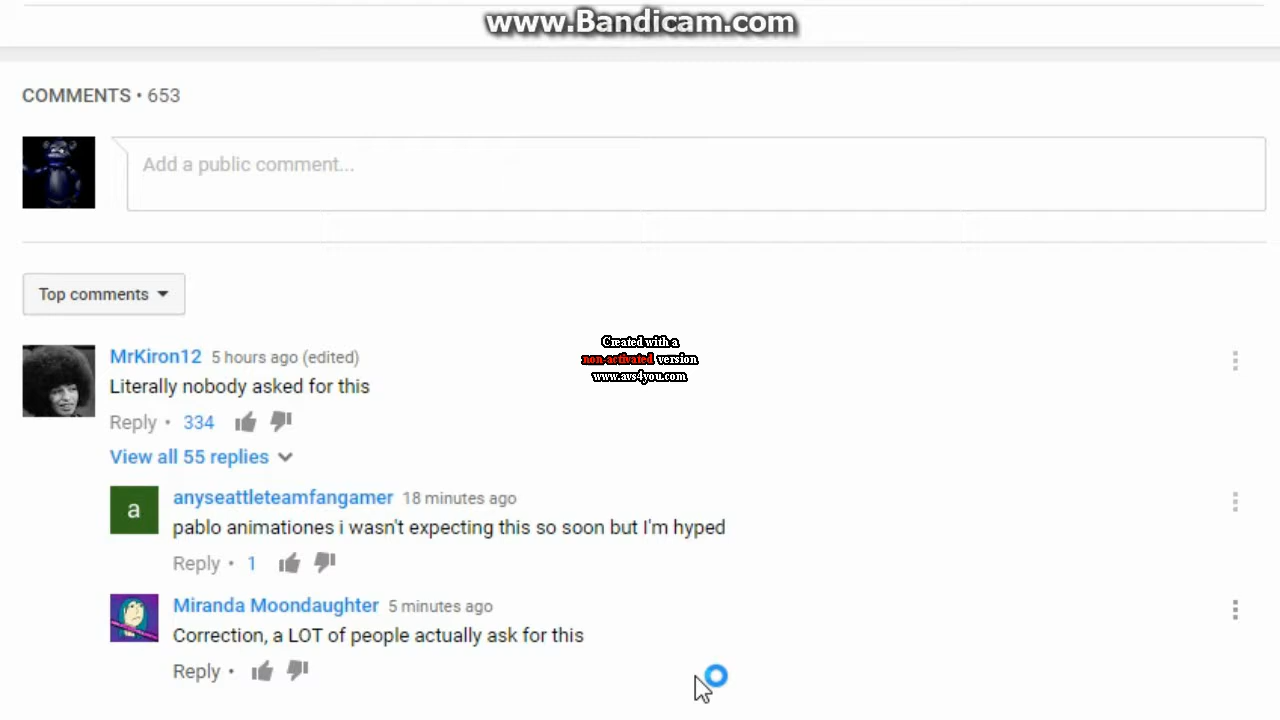 www.Bandicam.com
COMMENTS • 653
Add a public comment...
Top comments
Created with a
non-activated version
www.avs4you.com
MrKiron12 5 hours ago (edited)
Literally nobody asked for this
Reply • 334
View all 55 replies
a
anyseattleteamfangamer 18 minutes ago
pablo animationes i wasn't expecting this so soon but I'm hyped
Reply • 1
Miranda Moondaughter 5 minutes ago
Correction, a LOT of people actually ask for this
Reply •